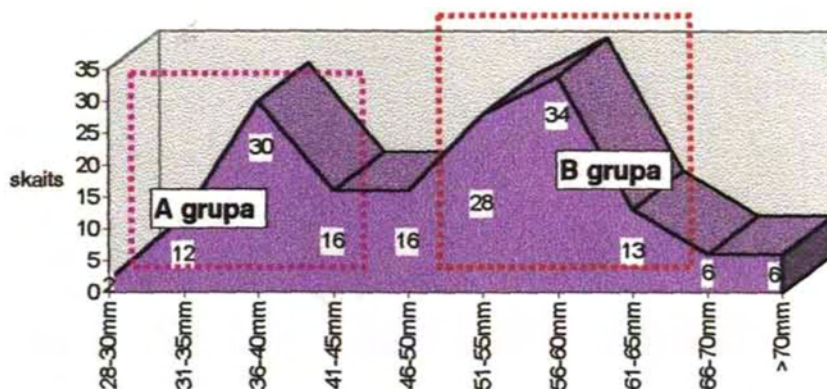 35
30
25
20
15
10
5
0
skaits
A grupa
B grupa
2
12
30
16
16
28
34
13
6
6
28-30mm
31-35mm
36-40mm
41-45mm
46-50mm
51-55mm
56-60mm
61-65mm
66-70mm
>70mm